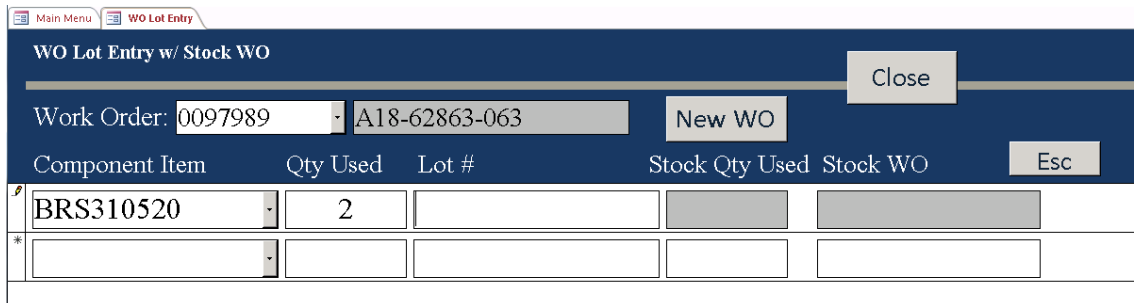 Main Menu WO Lot Entry
WO Lot Entry w/ Stock WO
Close
Work Order: 0097989 A18-62863-063 New WO
Component Item Qty Used Lot # Stock Qty Used Stock WO Esc
BRS310520 2
*